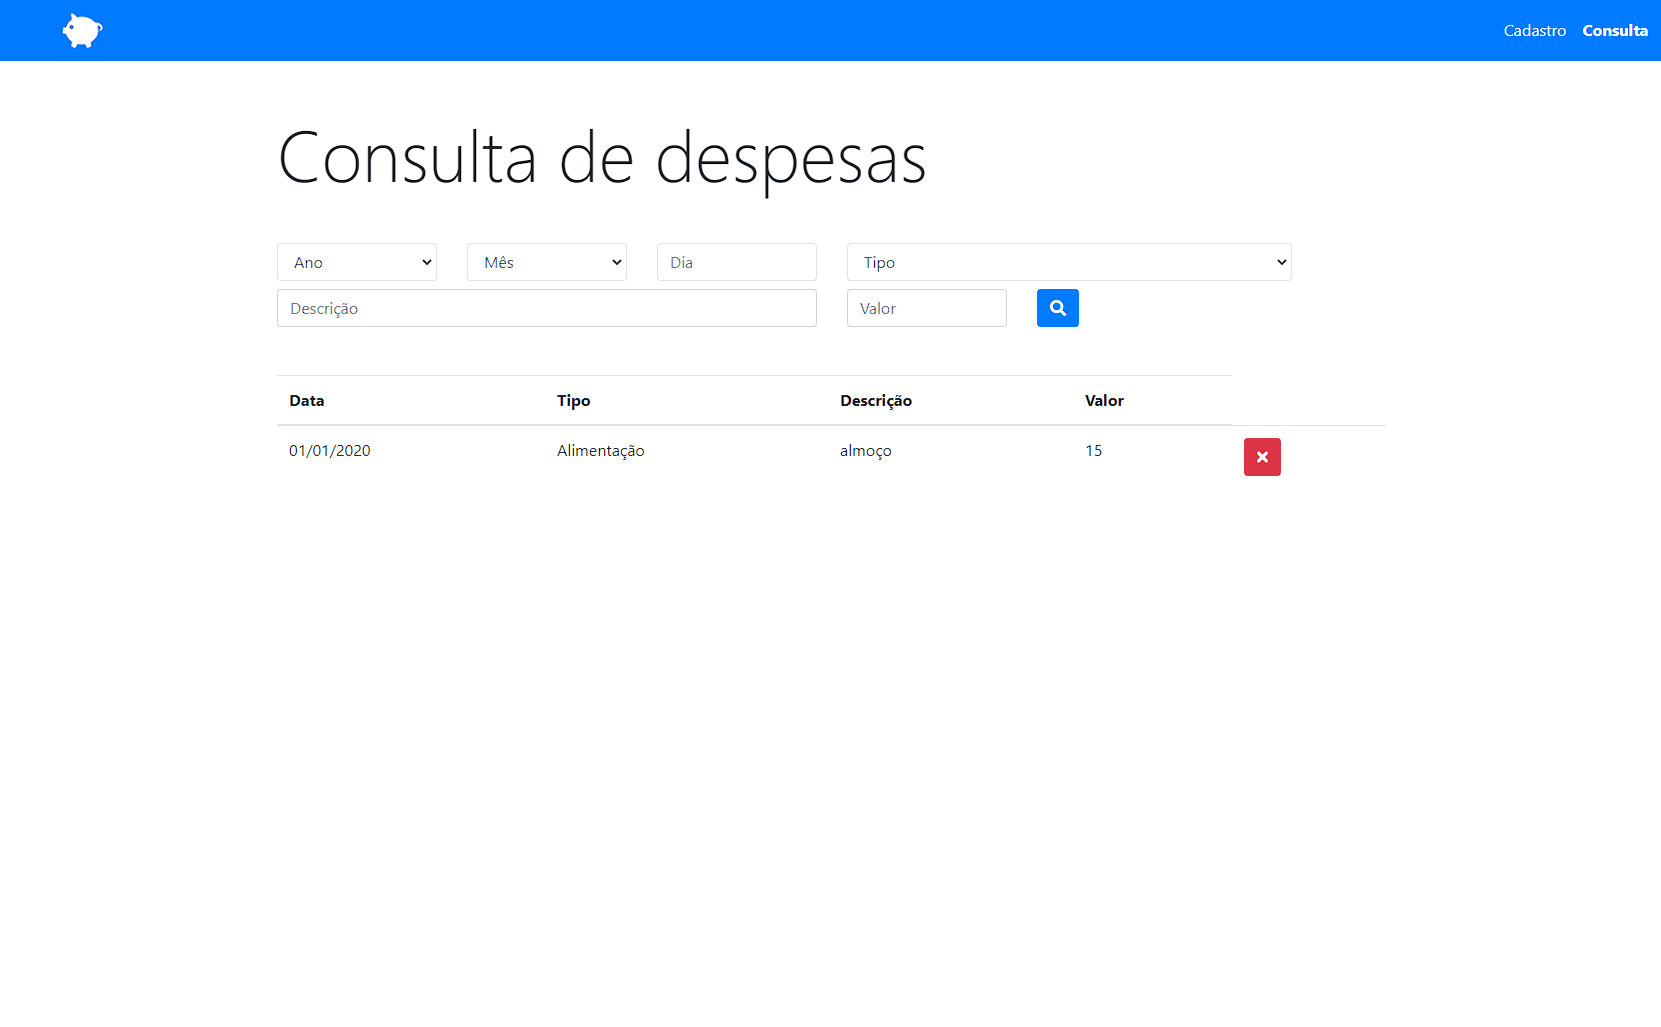 Cadastro Consulta
Consulta de despesas
Ano Mês Dia Tipo
Descrição Valor
Data Tipo Descrição Valor
01/01/2020 Alimentação almoço 15